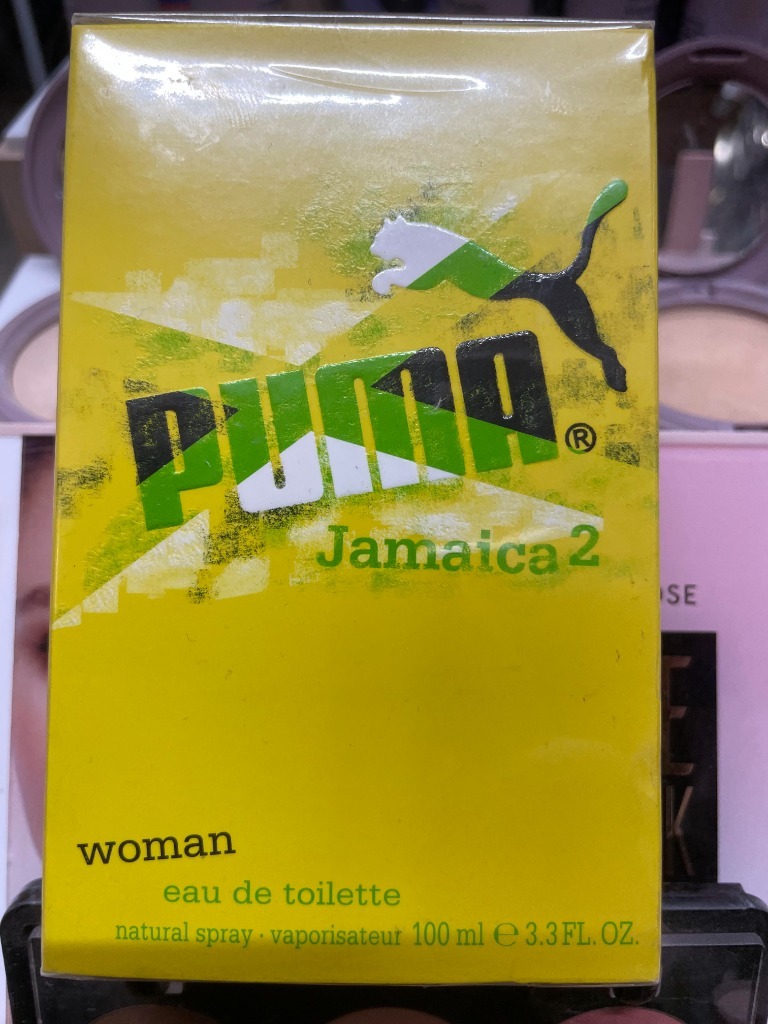 PUMA®
Jamaica 2
woman
eau de toilette
natural spray · vaporisateur 100 ml ℮ 3.3 FL. OZ.